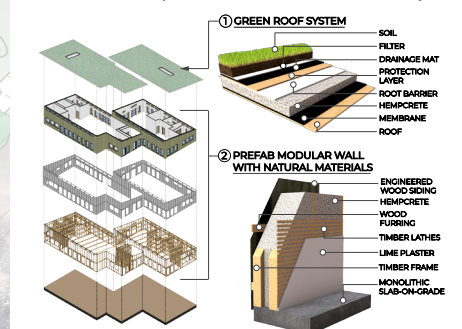 1 GREEN ROOF SYSTEM
SOIL
FILTER
DRAINAGE MAT
PROTECTION
LAYER
ROOT BARRIER
HEMPCRETE
MEMBRANE
ROOF
2 PREFAB MODULAR WALL
WITH NATURAL MATERIALS
ENGINEERED
WOOD SIDING
HEMPCRETE
WOOD
FURRING
TIMBER LATHES
LIME PLASTER
TIMBER FRAME
MONOLITHIC
SLAB-ON-GRADE